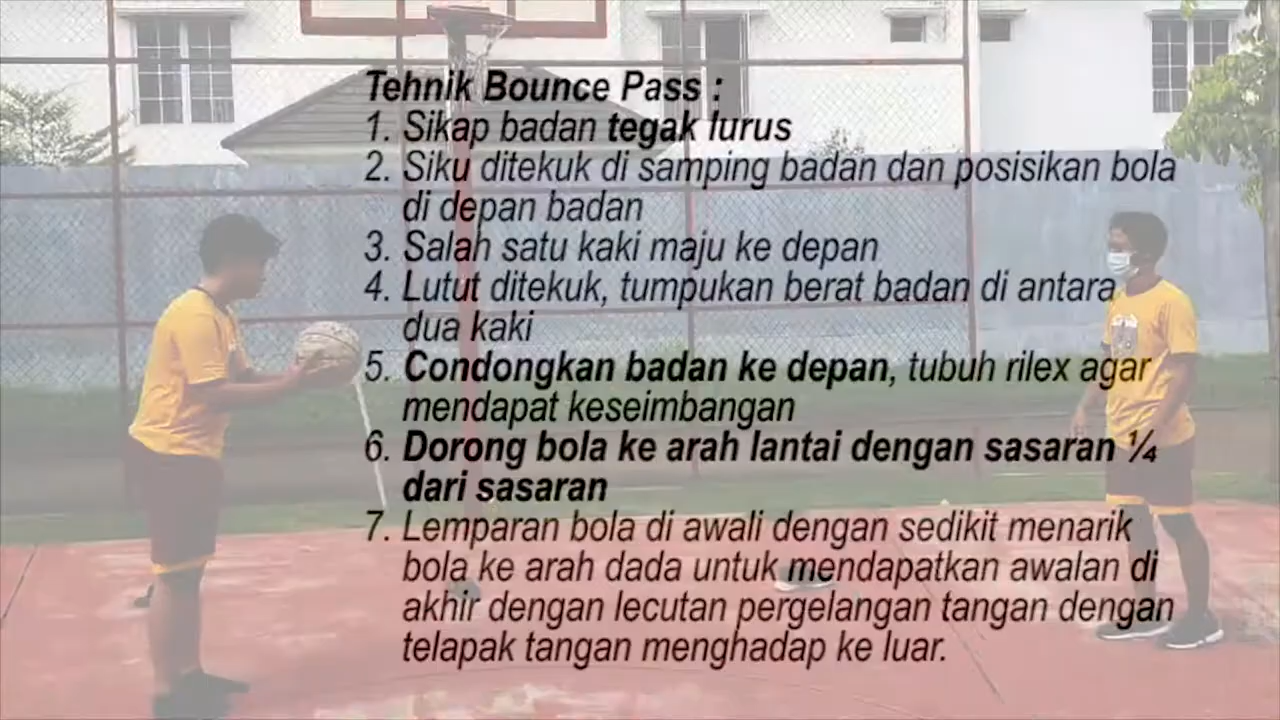 Tehnik Bounce Pass :
1. Sikap badan tegak lurus
2. Siku ditekuk di samping badan dan posisikan bola
di depan badan
3. Salah satu kaki maju ke depan
4. Lutut ditekuk, tumpukan berat badan di antara
dua kaki
5. Condongkan badan ke depan, tubuh rilex agar
mendapat keseimbangan
6. Dorong bola ke arah lantai dengan sasaran ¼
dari sasaran
7. Lemparan bola di awali dengan sedikit menarik
bola ke arah dada untuk mendapatkan awalan di
akhir dengan lecutan pergelangan tangan dengan
telapak tangan menghadap ke luar.